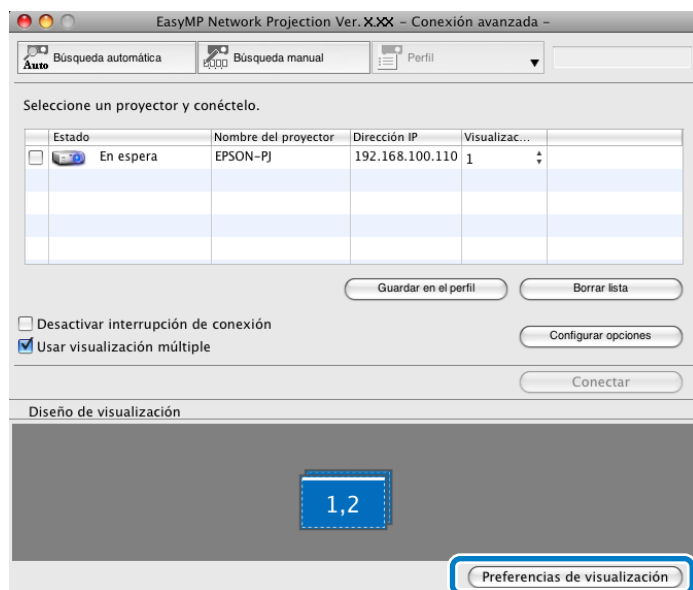 EasyMP Network Projection Ver. X.XX – Conexión avanzada –
Auto Búsqueda automática Búsqueda manual Perfil
Seleccione un proyector y conéctelo.
Estado Nombre del proyector Dirección IP Visualizac...
En espera EPSON-PJ 192.168.100.110 1
Guardar en el perfil Borrar lista
Desactivar interrupción de conexión
Configurar opciones
Usar visualización múltiple
Conectar
Diseño de visualización
1,2
Preferencias de visualización